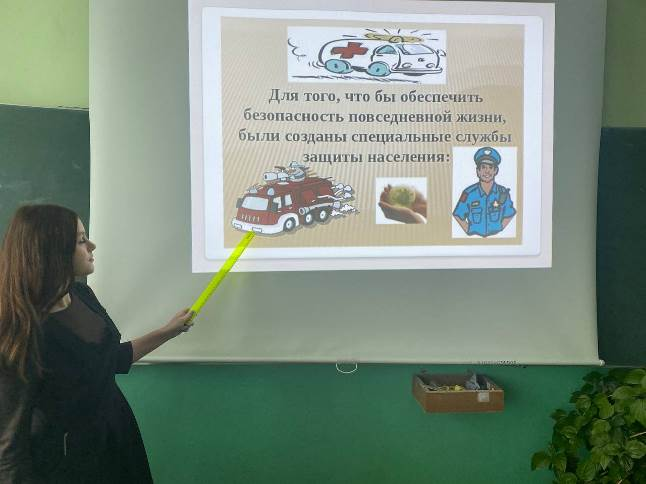 Для того, что бы обеспечить
безопасность повседневной жизни,
были созданы специальные службы
защиты населения: